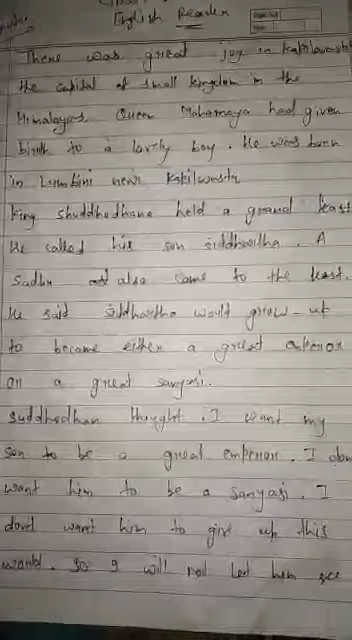 English Reader
There was great joy in Kapilavastu
the capital of small kingdom in the
Himalayas Queen Mahamaya had given
birth to a lovely boy. He was born
in Lumbini near Kapilwastu
King Shuddhodhana held a grand feast
He called his son Siddhartha. A
Sadhu also came to the feast.
He said Siddhartha would grow-up
to became either a great emperor
or a great sanyasi.
Suddhodhan thought. I want my
son to be a great emperor. I don
want him to be a sanyasi. I
dont want him to give up this
world. So I will not let him see